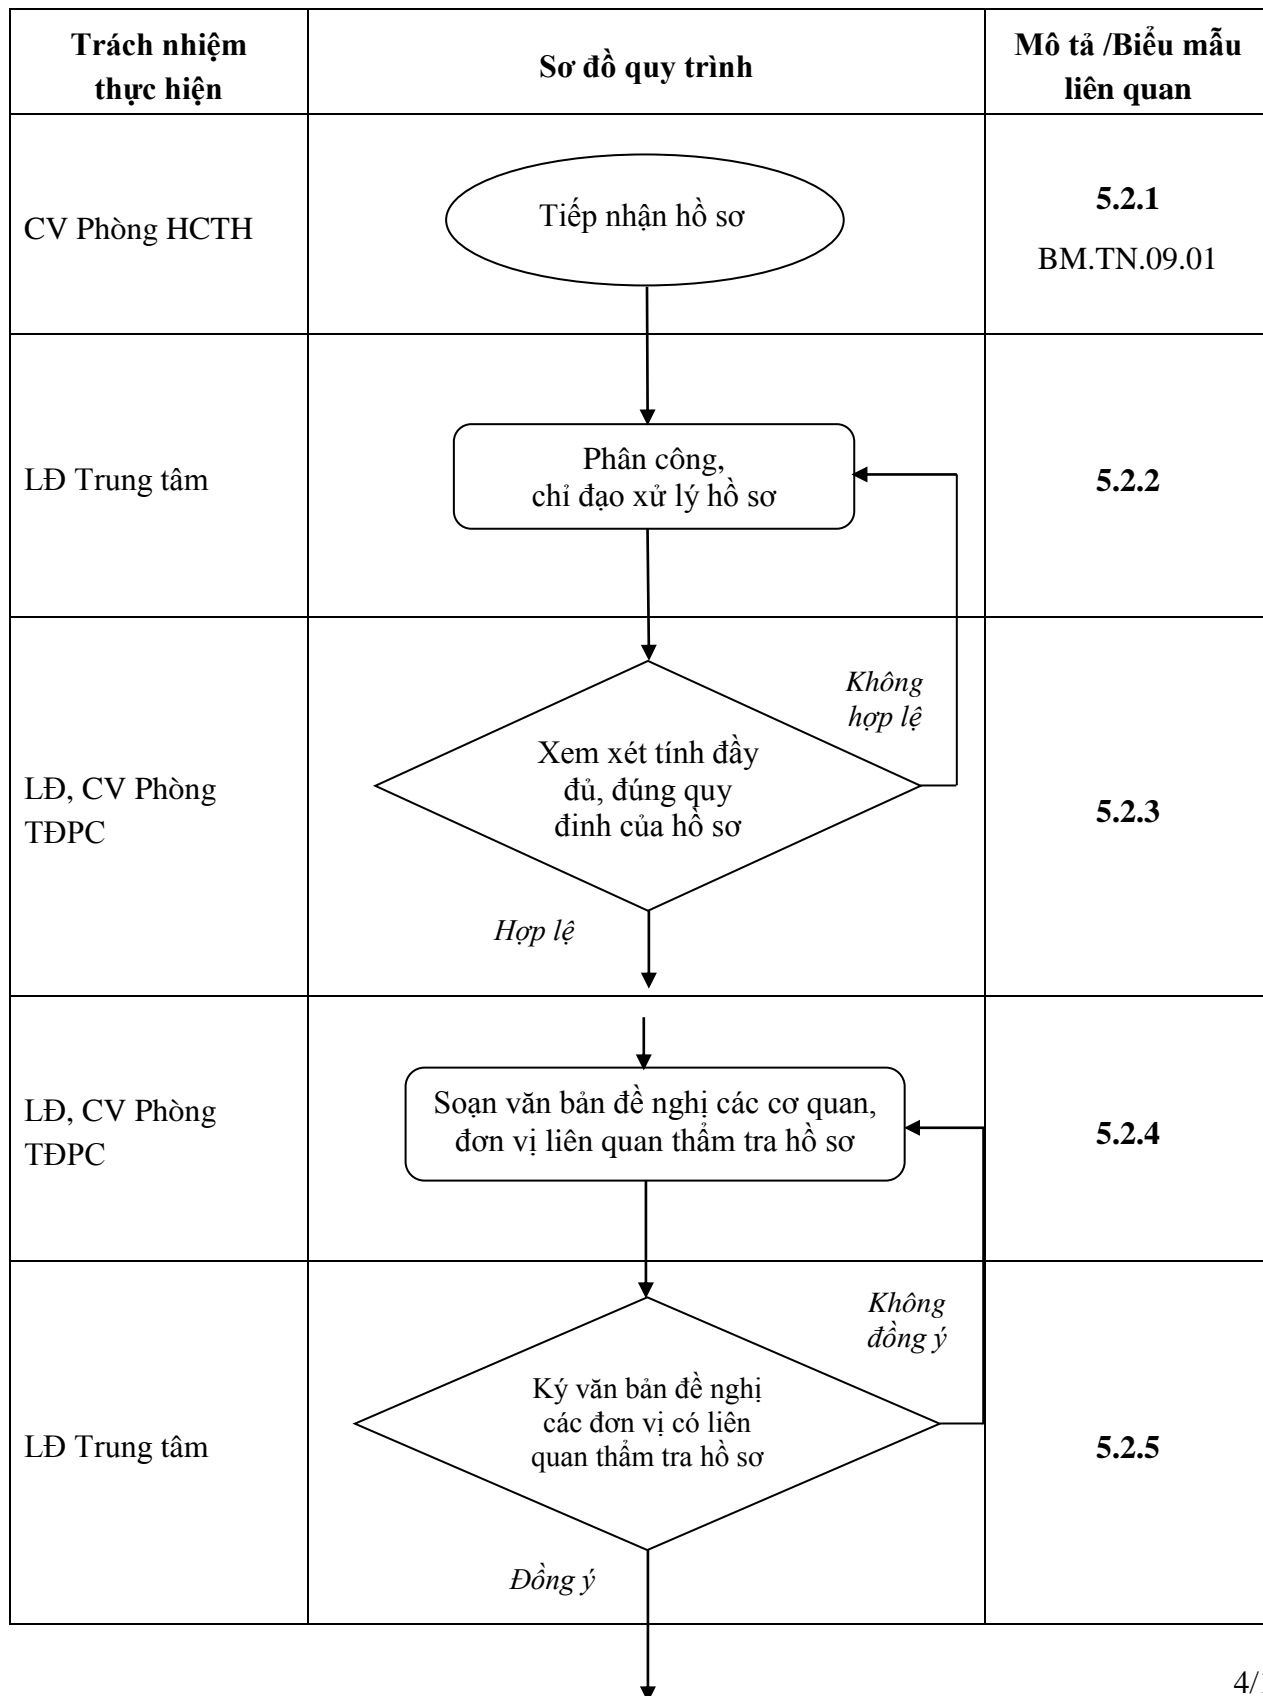 Trách nhiệm
thực hiện
Sơ đồ quy trình
Mô tả /Biểu mẫu
liên quan
CV Phòng HCTH
Tiếp nhận hồ sơ
5.2.1
BM.TN.09.01
LĐ Trung tâm
Phân công,
chỉ đạo xử lý hồ sơ
5.2.2
Không
hợp lệ
LĐ, CV Phòng
TĐPC
Xem xét tính đầy
đủ, đúng quy
đinh của hồ sơ
5.2.3
Hợp lệ
LĐ, CV Phòng
TĐPC
Soạn văn bản đề nghị các cơ quan,
đơn vị liên quan thẩm tra hồ sơ
5.2.4
Không
đồng ý
LĐ Trung tâm
Ký văn bản đề nghị
các đơn vị có liên
quan thẩm tra hồ sơ
5.2.5
Đồng ý
4/